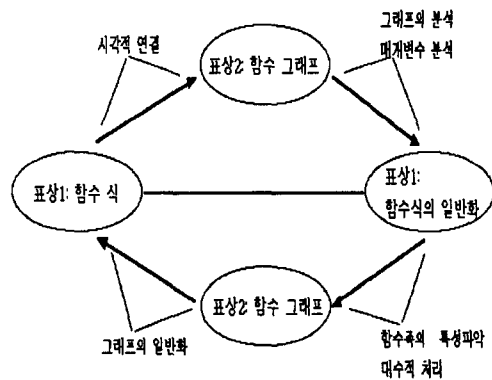 시각적 연결
표상2: 함수 그래프
그래프의 분석
매개변수 분석
표상1: 함수 식
표상1:
함수식의 일반화
표상2: 함수 그래프
그래프의 일반화
함수족의 특성파악
대수적 처리